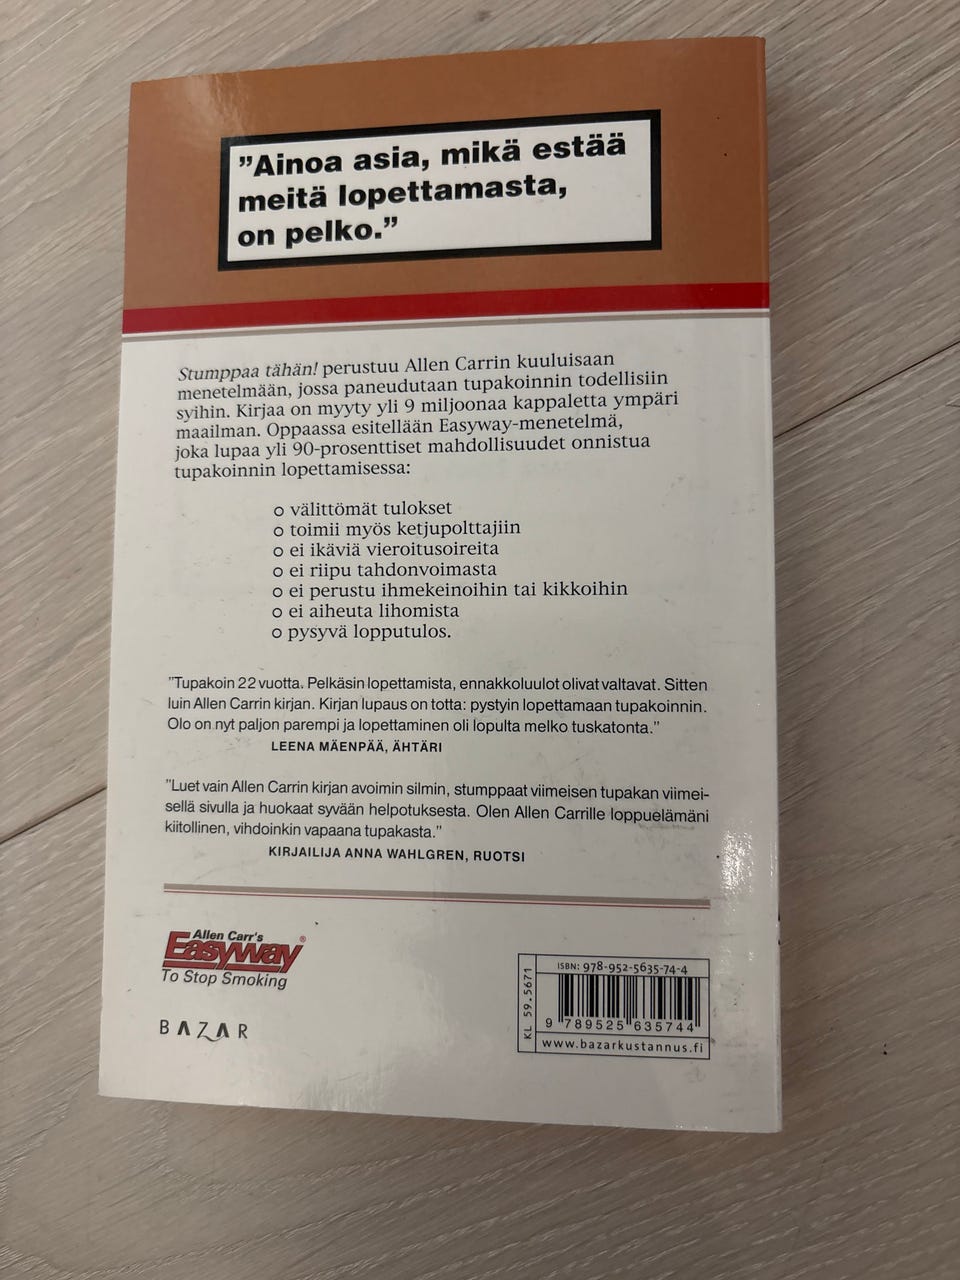 ”Ainoa asia, mikä estää
meitä lopettamasta,
on pelko.”
Stumppaa tähän! perustuu Allen Carrin kuuluisaan
menetelmään, jossa paneudutaan tupakoinnin todellisiin
syihin. Kirjaa on myyty yli 9 miljoonaa kappaletta ympäri
maailman. Oppaassa esitellään Easyway-menetelmä,
joka lupaa yli 90-prosenttiset mahdollisuudet onnistua
tupakoinnin lopettamisessa:
o välittömät tulokset
o toimii myös ketjupolttajiin
o ei ikäviä vieroitusoireita
o ei riipu tahdonvoimasta
o ei perustu ihmekeinoihin tai kikkoihin
o ei aiheuta lihomista
o pysyvä lopputulos.
”Tupakoin 22 vuotta. Pelkäsin lopettamista, ennakkoluulot olivat valtavat. Sitten
luin Allen Carrin kirjan. Kirjan lupaus on totta: pystyin lopettamaan tupakoinnin.
Olo on nyt paljon parempi ja lopettaminen oli lopulta melko tuskatonta.”
LEENA MÄENPÄÄ, ÄHTÄRI
”Luet vain Allen Carrin kirjan avoimin silmin, stumppaat viimeisen tupakan viimei-
sellä sivulla ja huokaat syvään helpotuksesta. Olen Allen Carrille loppuelämäni
kiitollinen, vihdoinkin vapaana tupakasta.”
KIRJAILIJA ANNA WAHLGREN, RUOTSI
Allen Carr's
Easyway®
To Stop Smoking
BAZAR
KL 59.5671
ISBN: 978-952-5635-74-4
9 789525 635744
www.bazarkustannus.fi